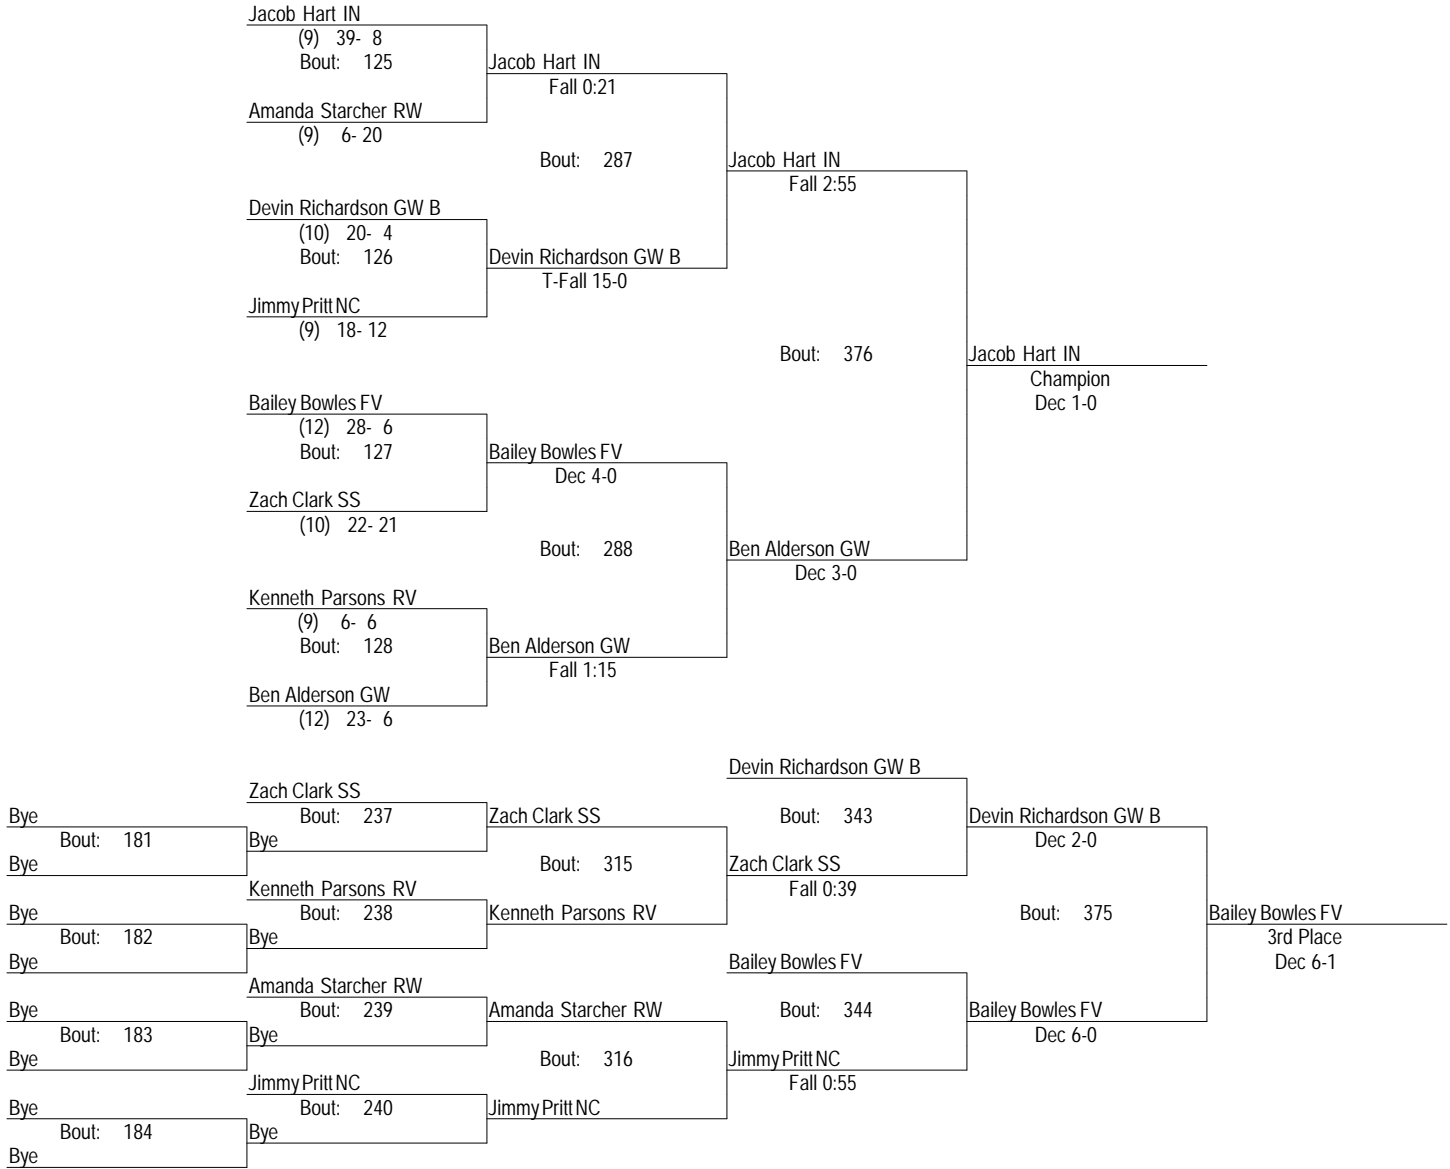 Jacob Hart IN
(9) 39- 8
Bout: 125
Jacob Hart IN
Fall 0:21
Amanda Starcher RW
(9) 6- 20
Bout: 287
Jacob Hart IN
Fall 2:55
Devin Richardson GW B
(10) 20- 4
Bout: 126
Devin Richardson GW B
T-Fall 15-0
Jimmy Pritt NC
(9) 18- 12
Bout: 376
Jacob Hart IN
Champion
Dec 1-0
Bailey Bowles FV
(12) 28- 6
Bout: 127
Bailey Bowles FV
Dec 4-0
Zach Clark SS
(10) 22- 21
Bout: 288
Ben Alderson GW
Dec 3-0
Kenneth Parsons RV
(9) 6- 6
Bout: 128
Ben Alderson GW
Fall 1:15
Ben Alderson GW
(12) 23- 6
Devin Richardson GW B
Zach Clark SS
Bye
Bout: 237
Zach Clark SS
Bout: 343
Devin Richardson GW B
Bout: 181
Bye
Dec 2-0
Bye
Bout: 315
Zach Clark SS
Fall 0:39
Kenneth Parsons RV
Bye
Bout: 238
Kenneth Parsons RV
Bout: 375
Bailey Bowles FV
3rd Place
Dec 6-1
Bout: 182
Bye
Bye
Bailey Bowles FV
Amanda Starcher RW
Bye
Bout: 239
Amanda Starcher RW
Bout: 344
Bailey Bowles FV
Dec 6-0
Bout: 183
Bye
Bye
Bout: 316
Jimmy Pritt NC
Fall 0:55
Jimmy Pritt NC
Bye
Bout: 240
Jimmy Pritt NC
Bout: 184
Bye
Bye